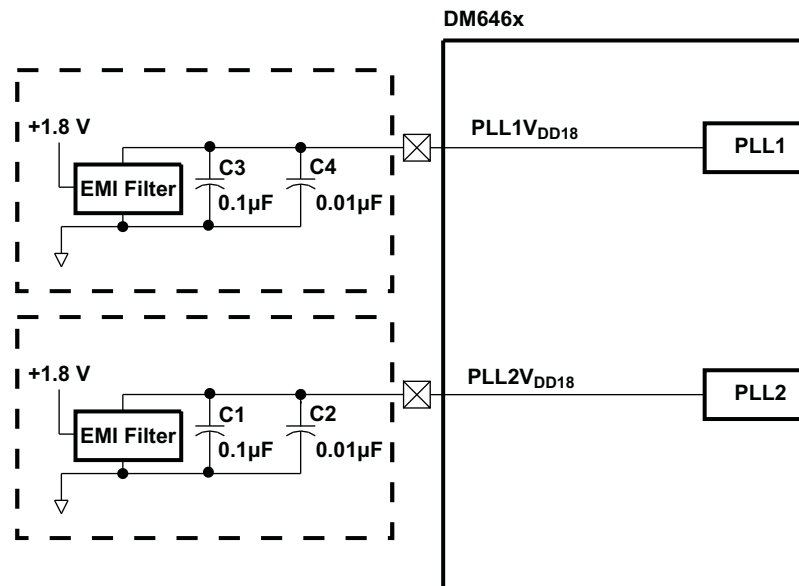 DM646x
+1.8 V
PLL1VDD18
PLL1
EMI Filter
C3
0.1µF
C4
0.01µF
+1.8 V
PLL2VDD18
PLL2
EMI Filter
C1
0.1µF
C2
0.01µF